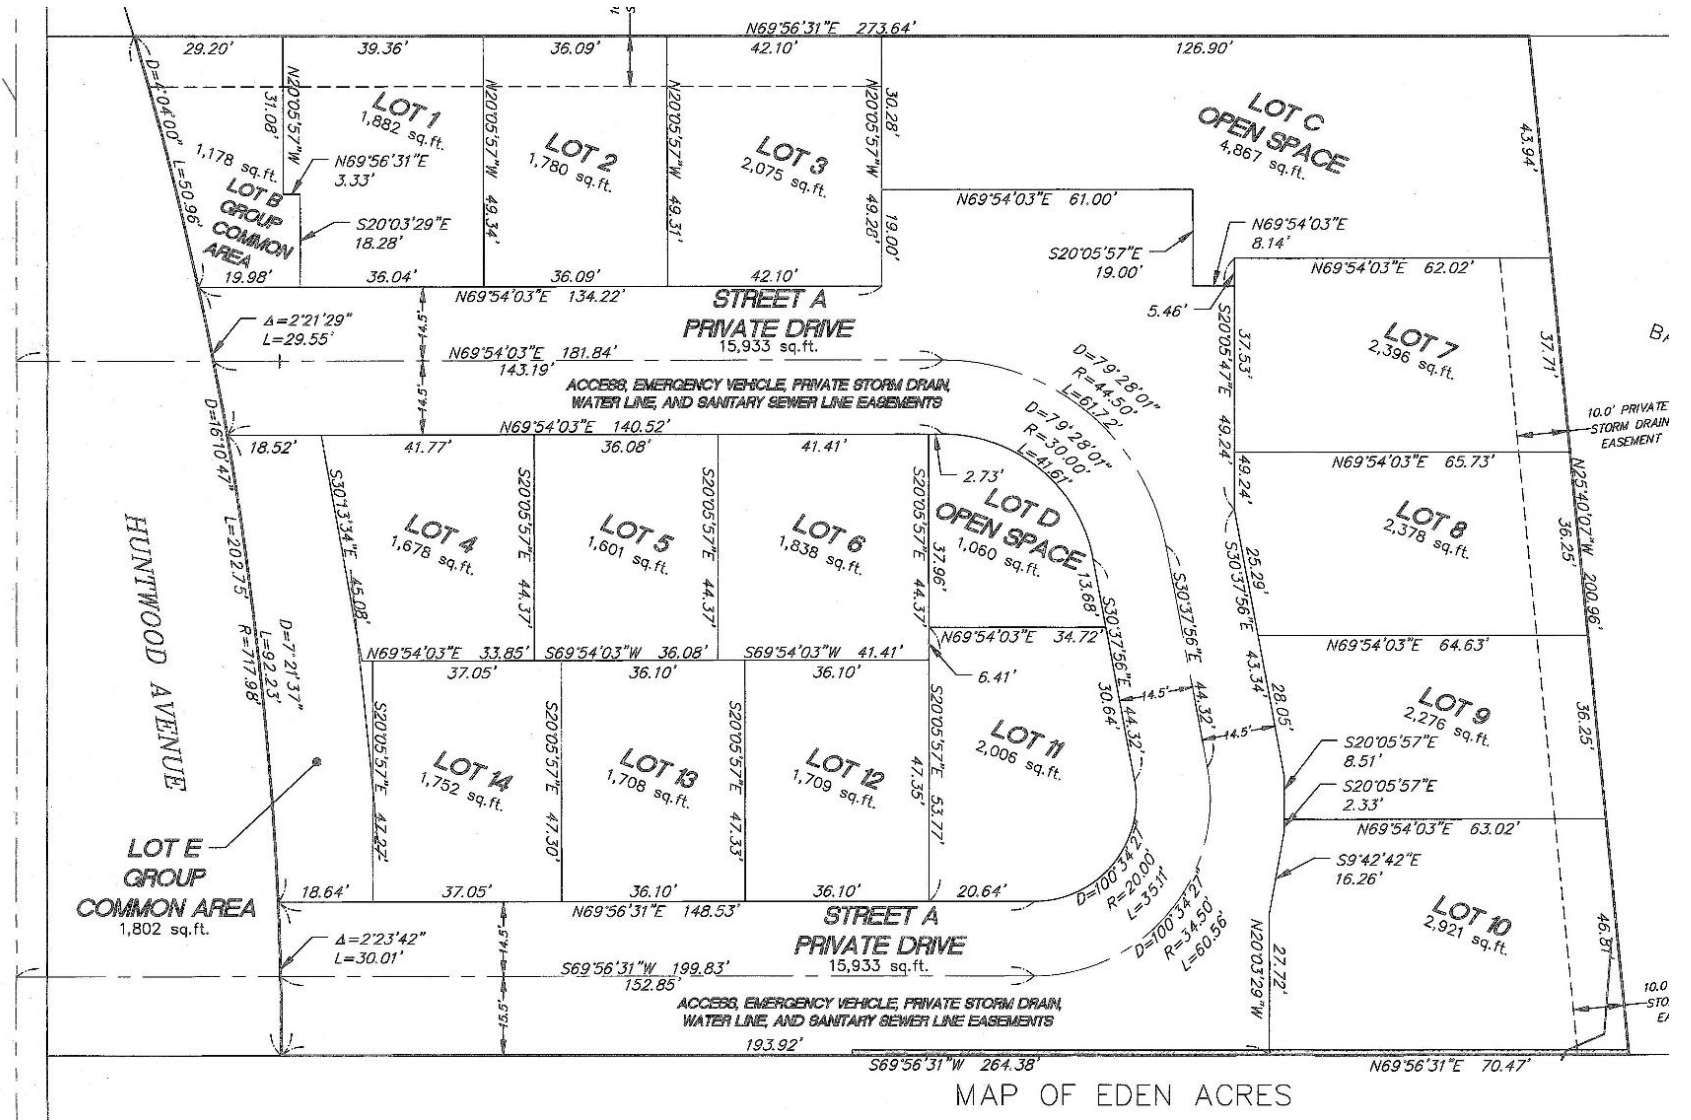 N69°56'31"E 273.64'
29.20'
39.36'
36.09'
42.10'
126.90'
D=4°04'00" L=50.96'
N20°05'57"W
31.08'
LOT 1
1,882 sq.ft.
N20°05'57"W 49.34'
LOT 2
1,780 sq.ft.
N20°05'57"W 49.31'
LOT 3
2,075 sq.ft.
N20°05'57"W 49.28'
30.28'
19.00'
LOT C
OPEN SPACE
4,867 sq.ft.
43.94'
1,178 sq.ft.
LOT B
GROUP
COMMON
AREA
N69°56'31"E
3.33'
S20°03'29"E
18.28'
N69°54'03"E 61.00'
S20°05'57"E
19.00'
N69°54'03"E
8.14'
N69°54'03"E 62.02'
5.46'
19.98'
36.04'
36.09'
42.10'
N69°54'03"E 134.22'
STREET A
PRIVATE DRIVE
15,933 sq.ft.
Δ=2°21'29"
L=29.55'
14.5'
N69°54'03"E 181.84'
143.19'
14.5'
ACCESS, EMERGENCY VEHICLE, PRIVATE STORM DRAIN,
WATER LINE, AND SANITARY SEWER LINE EASEMENTS
N69°54'03"E 140.52'
D=79°28'01"
R=44.50'
L=61.72'
D=79°28'01"
R=30.00'
L=41.61'
S20°05'47"E 49.24'
37.53'
49.24'
LOT 7
2,396 sq.ft.
37.71'
10.0' PRIVATE
STORM DRAIN
EASEMENT
N69°54'03"E 65.73'
18.52'
41.77'
36.08'
41.41'
2.73'
D=16°10'47" L=202.75'
HUNTWOOD AVENUE
S30°13'34"E 45.08'
LOT 4
1,678 sq.ft.
S20°05'57"E 44.37'
LOT 5
1,601 sq.ft.
S20°05'57"E 44.37'
LOT 6
1,838 sq.ft.
S20°05'57"E 44.37'
37.96'
LOT D
OPEN SPACE
1,060 sq.ft.
13.68'
S30°37'56"E 44.32'
30.64'
S30°37'56"E 44.32'
S30°37'56"E 43.34'
25.29'
28.05'
LOT 8
2,378 sq.ft.
N25°40'07"W 200.96'
36.25'
D=7°21'37"
L=92.23'
R=717.98'
N69°54'03"E 33.85'
S69°54'03"W 36.08'
S69°54'03"W 41.41'
N69°54'03"E 34.72'
6.41'
N69°54'03"E 64.63'
37.05'
36.10'
36.10'
14.5'
14.5'
S20°05'57"E 47.27'
LOT 14
1,752 sq.ft.
S20°05'57"E 47.30'
LOT 13
1,708 sq.ft.
S20°05'57"E 47.33'
LOT 12
1,709 sq.ft.
S20°05'57"E 53.77'
47.35'
LOT 11
2,006 sq.ft.
LOT 9
2,276 sq.ft.
36.25'
S20°05'57"E
8.51'
S20°05'57"E
2.33'
N69°54'03"E 63.02'
S9°42'42"E
16.26'
LOT E
GROUP
COMMON AREA
1,802 sq.ft.
D=100°34'27"
R=20.00'
L=35.11'
D=100°34'27"
R=34.50'
L=60.56'
18.64'
37.05'
36.10'
36.10'
20.64'
N69°56'31"E 148.53'
STREET A
PRIVATE DRIVE
15,933 sq.ft.
Δ=2°23'42"
L=30.01'
14.5'
S69°56'31"W 199.83'
152.85'
15.5'
ACCESS, EMERGENCY VEHICLE, PRIVATE STORM DRAIN,
WATER LINE, AND SANITARY SEWER LINE EASEMENTS
N20°03'29"W
27.72'
LOT 10
2,921 sq.ft.
46.81'
10.0
193.92'
S69°56'31"W 264.38'
N69°56'31"E 70.47'
MAP OF EDEN ACRES